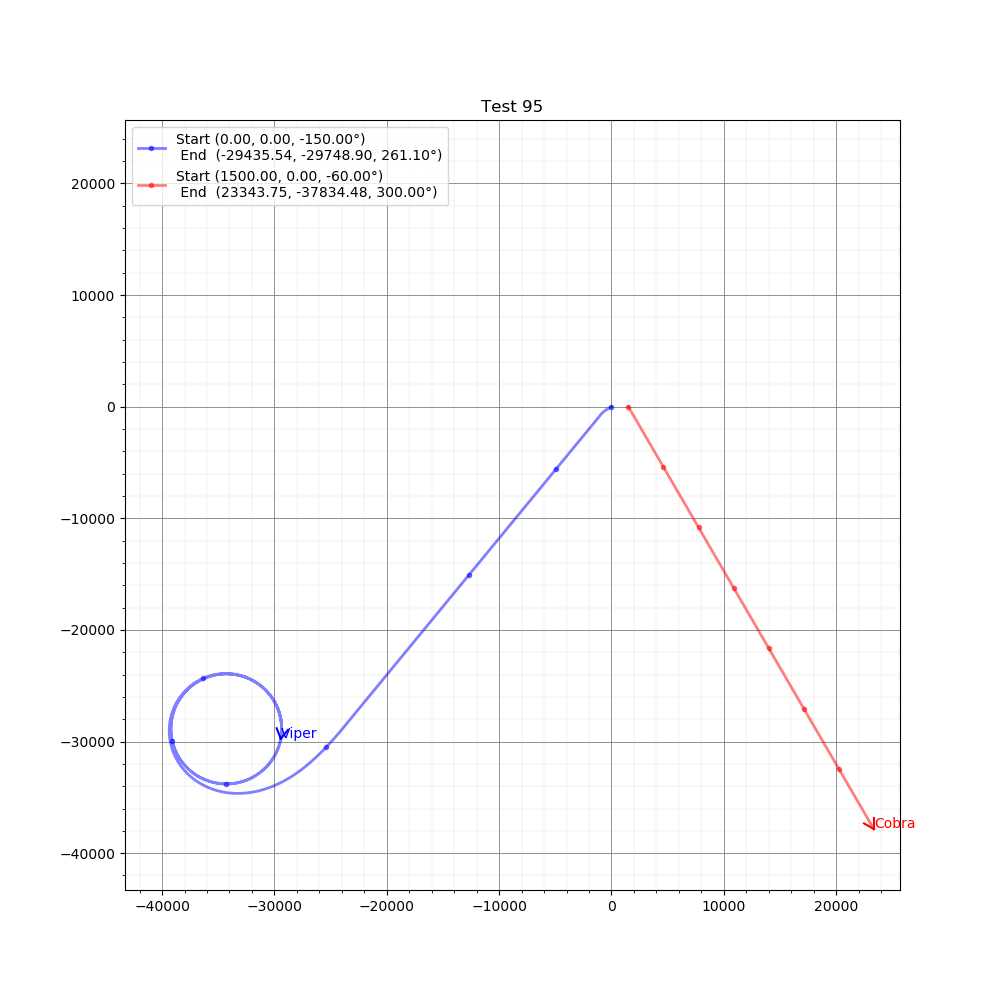 Test 95
Start (0.00, 0.00, -150.00°)
End (-29435.54, -29748.90, 261.10°)
Start (1500.00, 0.00, -60.00°)
End (23343.75, -37834.48, 300.00°)
20000
10000
0
−10000
−20000
−30000
−40000
Viper
Cobra
−40000 −30000 −20000 −10000 0 10000 20000